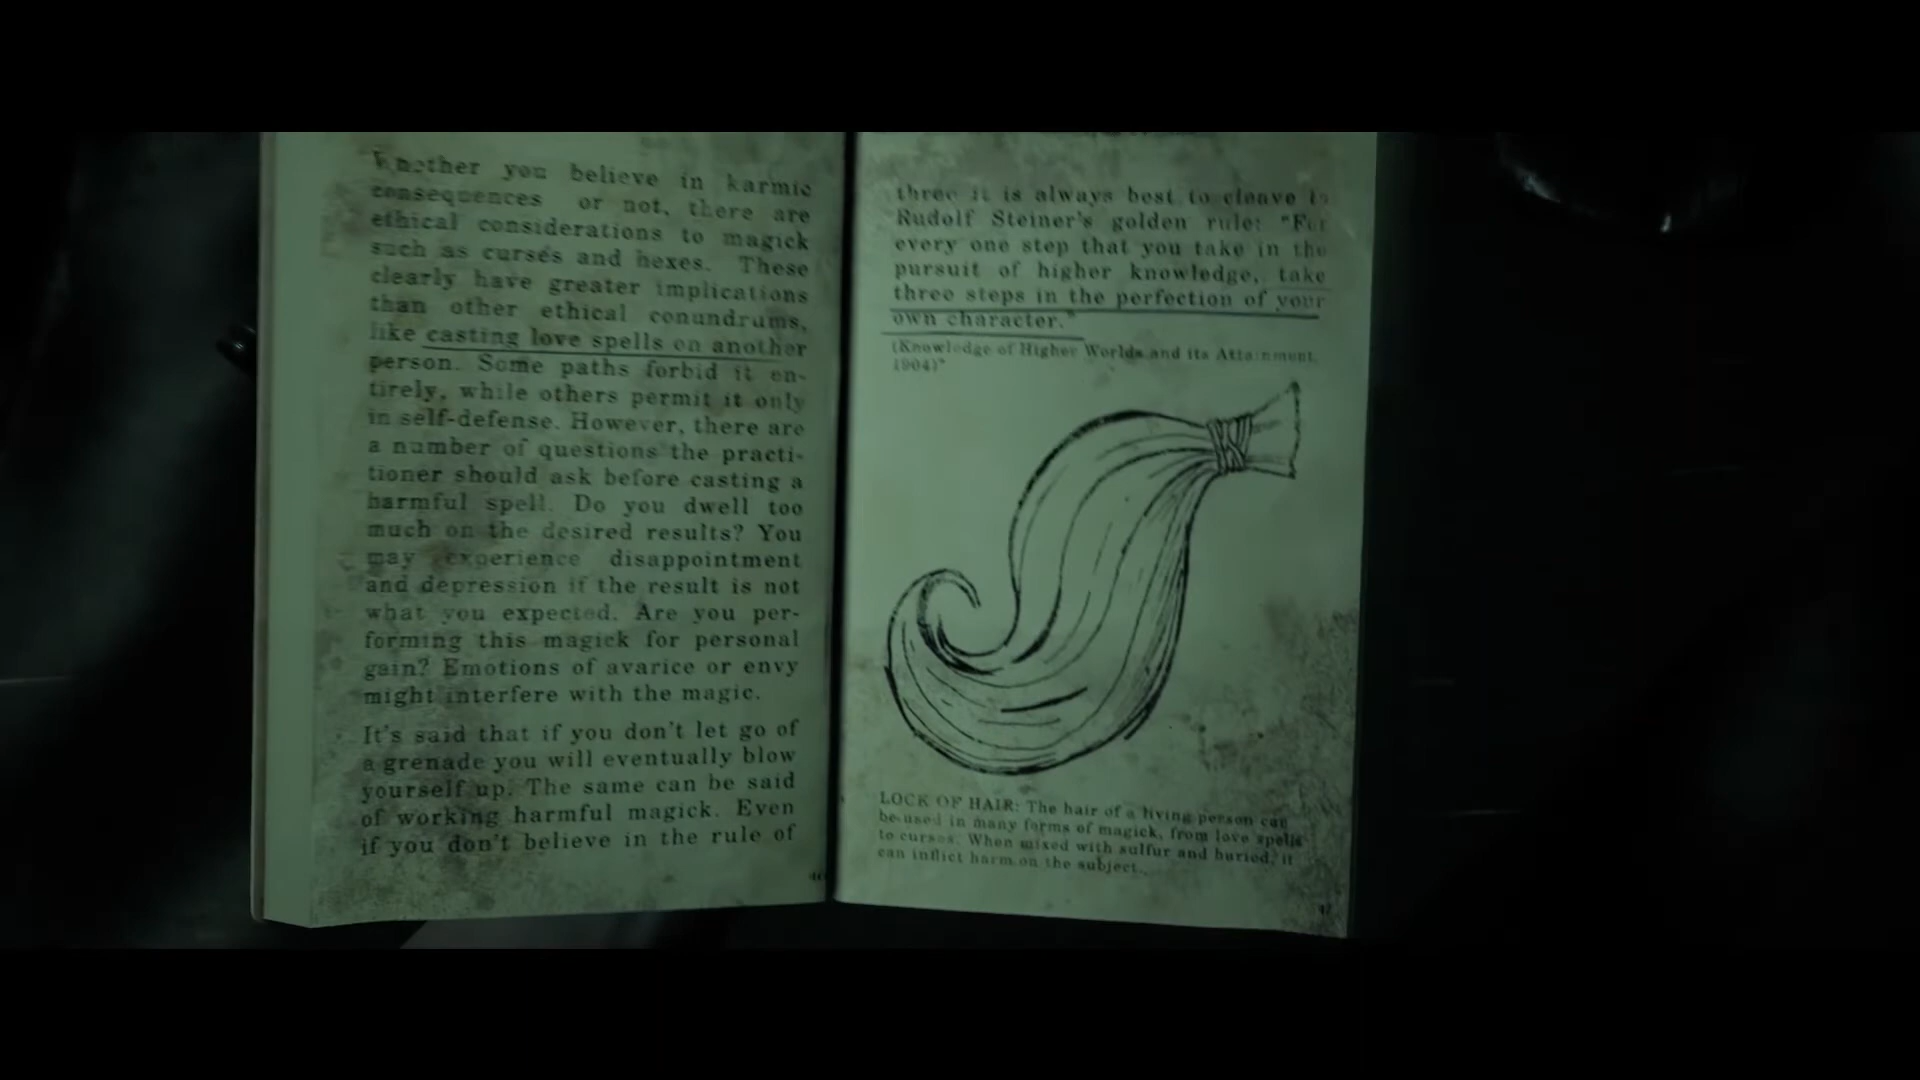 Whether you believe in karmic
consequences or not, there are
ethical considerations to magick
such as curses and hexes. These
clearly have greater implications
than other ethical conundrums,
like casting love spells on another
person. Some paths forbid it en-
tirely, while others permit it only
in self-defense. However, there are
a number of questions the practi-
tioner should ask before casting a
harmful spell. Do you dwell too
much on the desired results? You
may experience disappointment
and depression if the result is not
what you expected. Are you per-
forming this magick for personal
gain? Emotions of avarice or envy
might interfere with the magic.
It's said that if you don't let go of
a grenade you will eventually blow
yourself up. The same can be said
of working harmful magick. Even
if you don't believe in the rule of
three it is always best to cleave to
Rudolf Steiner's golden rule: "For
every one step that you take in the
pursuit of higher knowledge, take
three steps in the perfection of your
own character."
(Knowledge of Higher Worlds and its Attainment,
1904)"
LOCK OF HAIR: The hair of a living person can
be used in many forms of magick, from love spells
to curses. When mixed with sulfur and buried, it
can inflict harm on the subject.
47